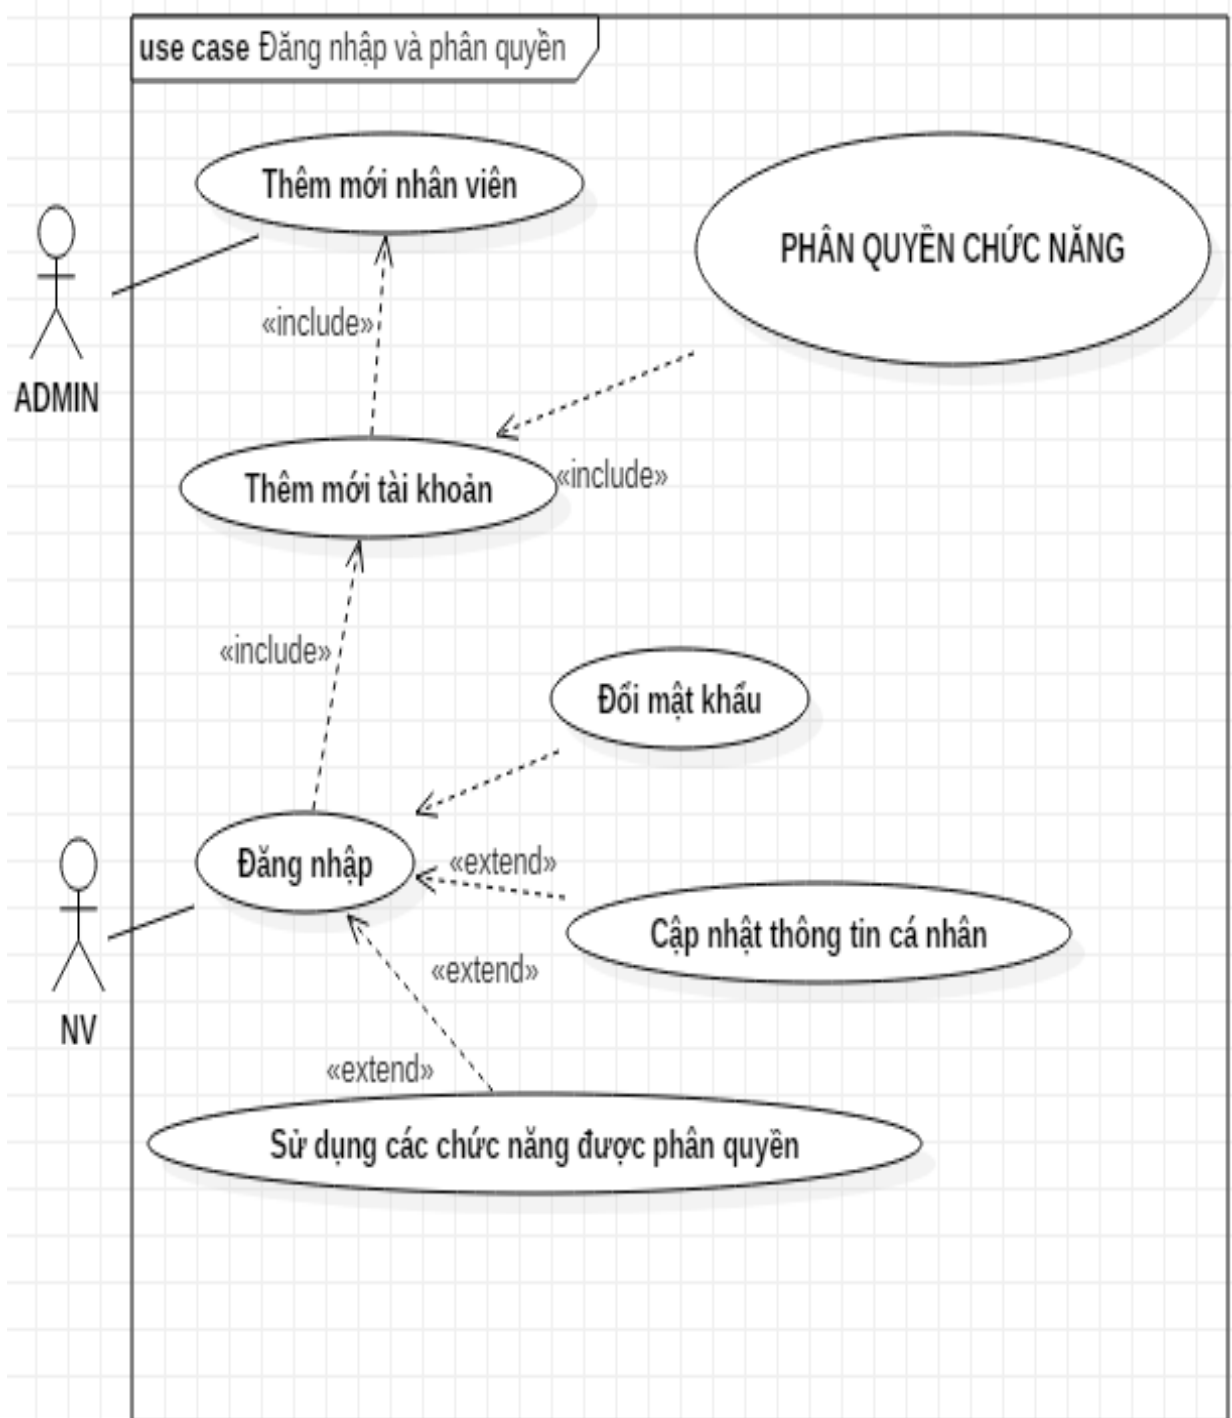 use case Đăng nhập và phân quyền
Thêm mới nhân viên
PHÂN QUYỀN CHỨC NĂNG
«include»
ADMIN
Thêm mới tài khoản
«include»
«include»
Đổi mật khẩu
Đăng nhập
«extend»
Cập nhật thông tin cá nhân
«extend»
NV
«extend»
Sử dụng các chức năng được phân quyền